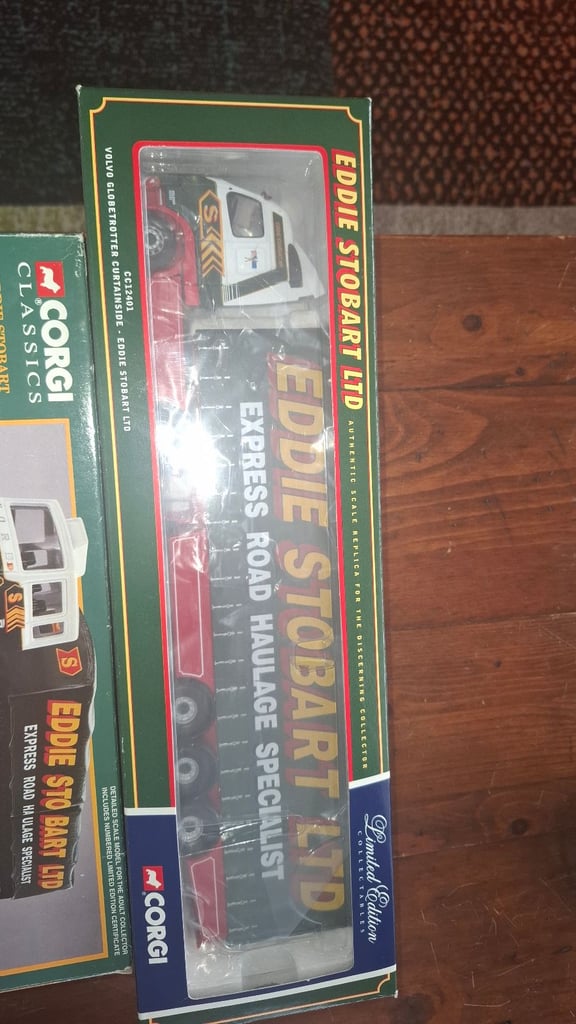 EDDIE STOBART LTD
AUTHENTIC SCALE REPLICA FOR THE DISCERNING COLLECTOR
Limited Edition
COLLECTABLES
S
EDDIE STOBART LTD
EXPRESS ROAD HAULAGE SPECIALIST
CC12401
VOLVO GLOBETROTTER CURTAINSIDE - EDDIE STOBART LTD
CORGI
CORGI
CLASSICS
STOBART
S
S
EDDIE STOBART LTD
EXPRESS ROAD HAULAGE SPECIALIST
DETAILED SCALE MODEL FOR THE ADULT COLLECTOR
INCLUDES NUMBERED LIMITED EDITION CERTIFICATE